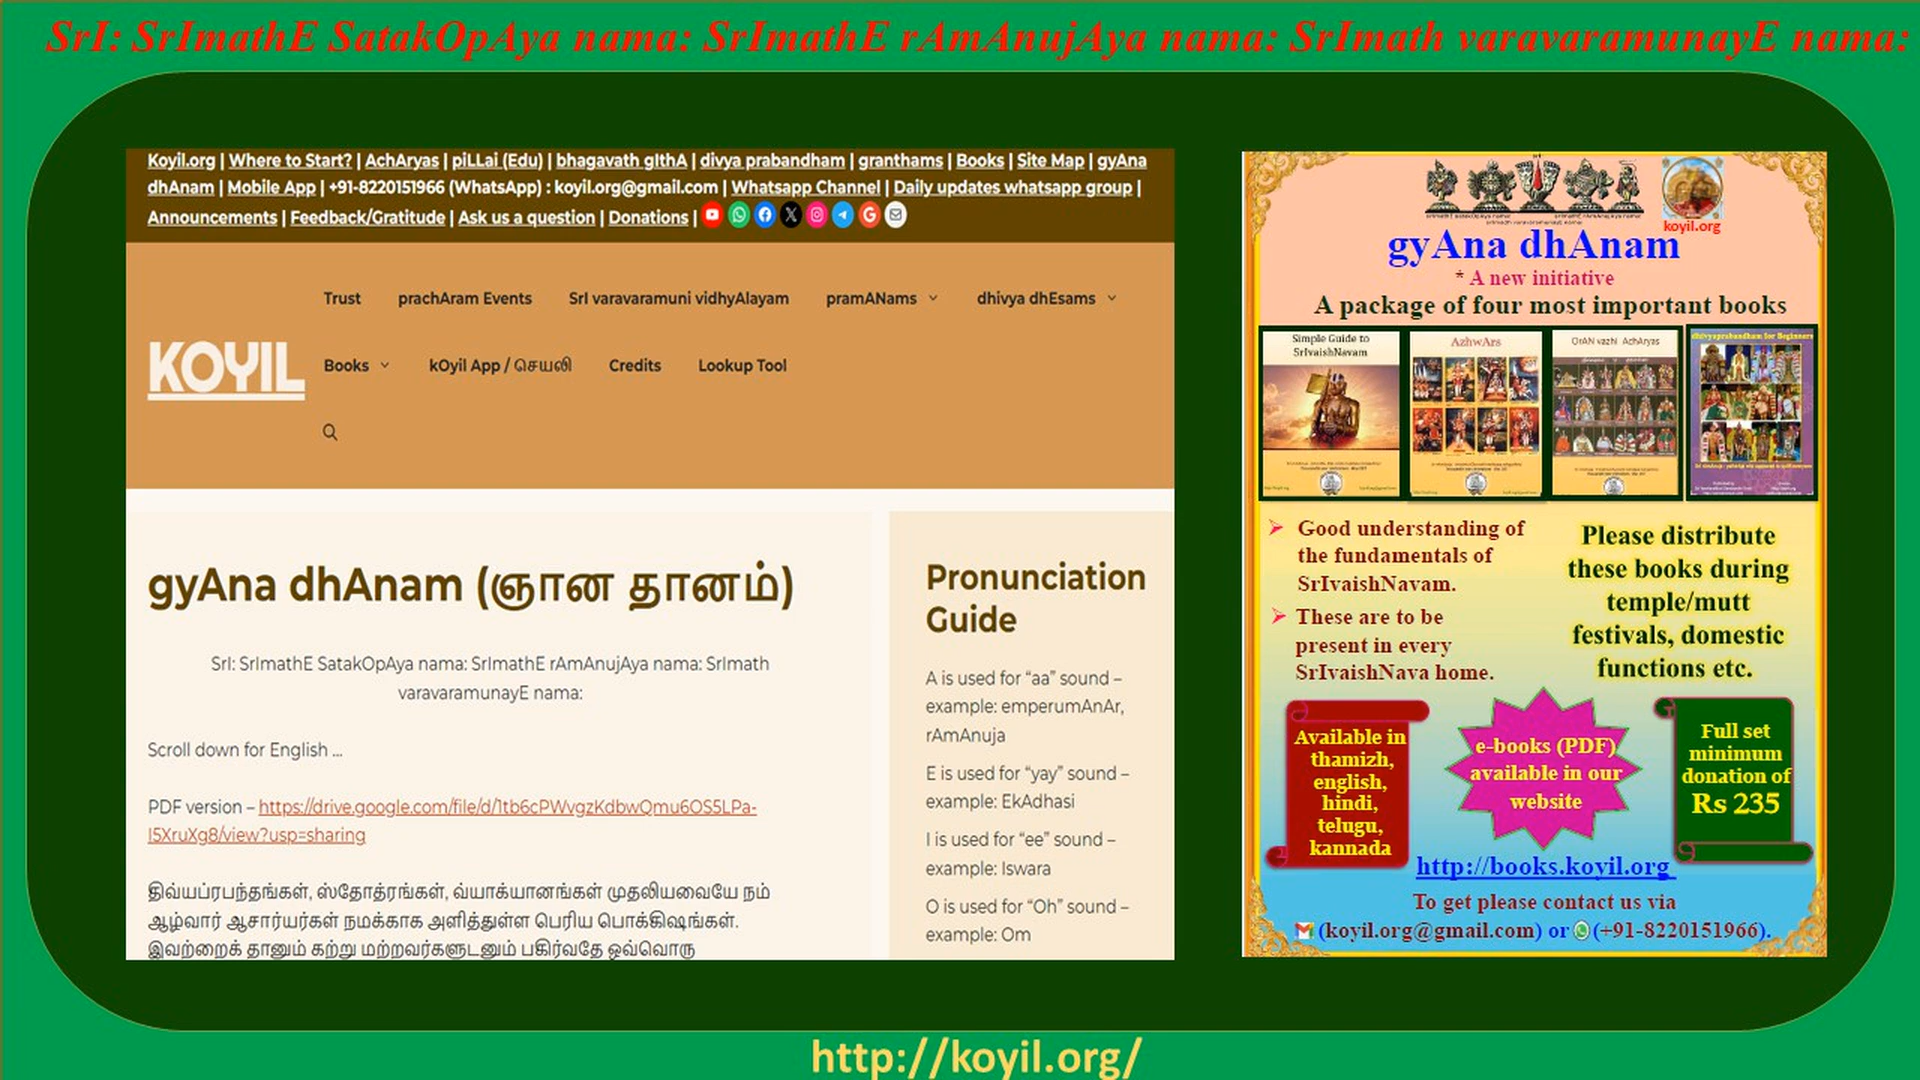 SrI: SrImathE SatakOpAya nama: SrImathE rAmAnujAya nama: SrImath varavaramunayE nama:
Koyil.org | Where to Start? | AchAryas | piLLai (Edu) | bhagavath gIthA | divya prabandham | granthams | Books | Site Map | gyAna
dhAnam | Mobile App | +91-8220151966 (WhatsApp) : koyil.org@gmail.com | Whatsapp Channel | Daily updates whatsapp group |
Announcements | Feedback/Gratitude | Ask us a question | Donations |
Trust prachAram Events SrI varavaramuni vidhyAlayam pramANams dhivya dhEsams
KOYIL
Books kOyil App / செயலி Credits Lookup Tool
gyAna dhAnam (ஞான தானம்)
SrI: SrImathE SatakOpAya nama: SrImathE rAmAnujAya nama: SrImath
varavaramunayE nama:
Scroll down for English ...
PDF version – https://drive.google.com/file/d/1tb6cPWvgzKdbwQmu6OS5LPa-
I5XruXg8/view?usp=sharing
திவ்யப்ரபந்தங்கள், ஸ்தோத்ரங்கள், வ்யாக்யானங்கள் முதலியவையே நம்
ஆழ்வார் ஆசார்யர்கள் நமக்காக அளித்துள்ள பெரிய பொக்கிஷங்கள்.
இவற்றைக் தானும் கற்று மற்றவர்களுடனும் பகிர்வதே ஒவ்வொரு
Pronunciation
Guide
A is used for “aa” sound –
example: emperumAnAr,
rAmAnuja
E is used for “yay” sound –
example: EkAdhasi
I is used for “ee” sound –
example: Iswara
O is used for “Oh” sound –
example: Om
koyil.org
gyAna dhAnam
* A new initiative
A package of four most important books
Simple Guide to
SrIvaishNavam
AzhwArs
OrAN vazhi AchAryas
dhivyaprabandham for Beginners
Good understanding of
the fundamentals of
SrIvaishNavam.
These are to be
present in every
SrIvaishNava home.
Please distribute
these books during
temple/mutt
festivals, domestic
functions etc.
Available in
thamizh,
english,
hindi,
telugu,
kannada
e-books (PDF)
available in our
website
Full set
minimum
donation of
Rs 235
http://books.koyil.org
To get please contact us via
(koyil.org@gmail.com) or (+91-8220151966).
http://koyil.org/